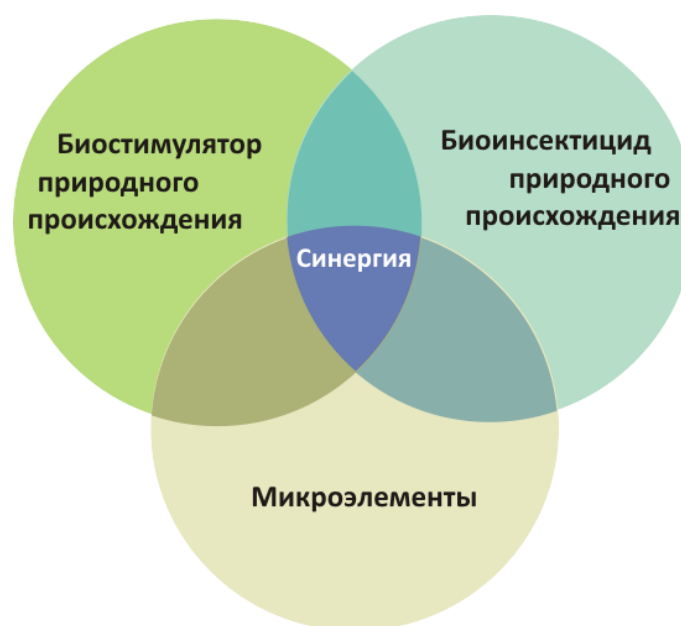 Биостимулятор
природного
происхождения
Биоинсектицид
природного
происхождения
Синергия
Микроэлементы